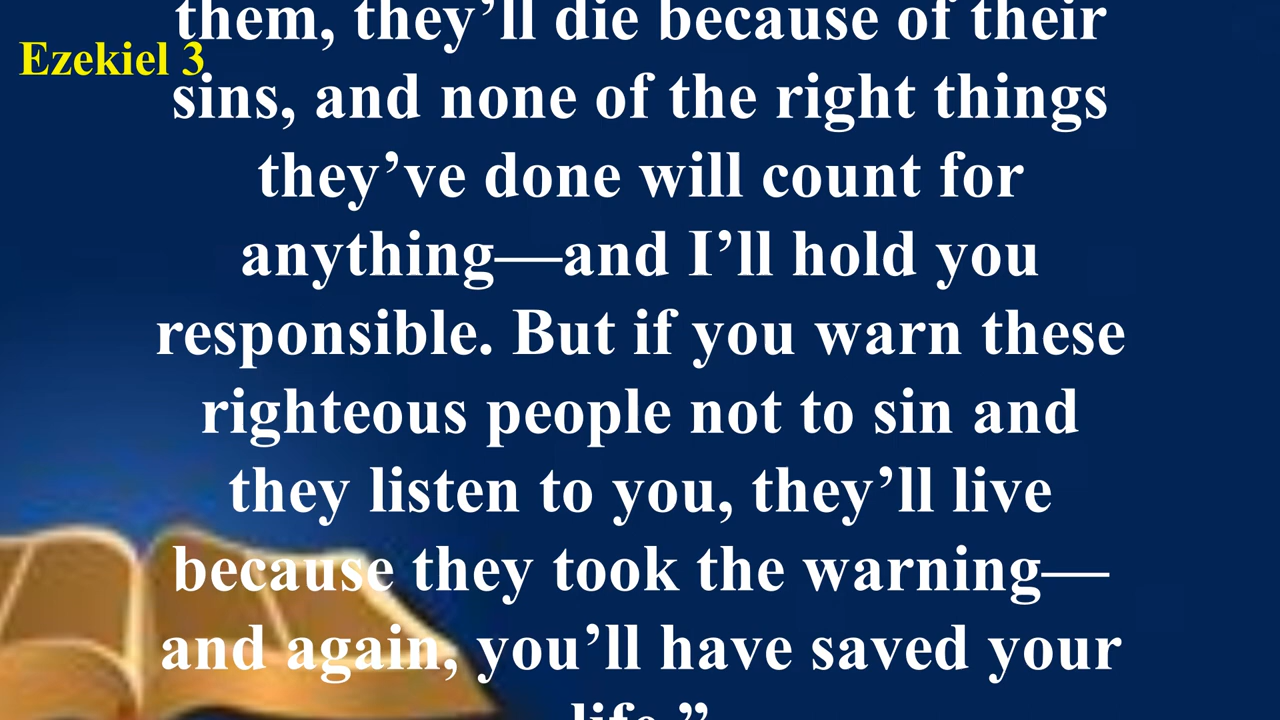 them, they’ll die because of their
Ezekiel 3
sins, and none of the right things
they’ve done will count for
anything—and I’ll hold you
responsible. But if you warn these
righteous people not to sin and
they listen to you, they’ll live
because they took the warning—
and again, you’ll have saved your
life.”